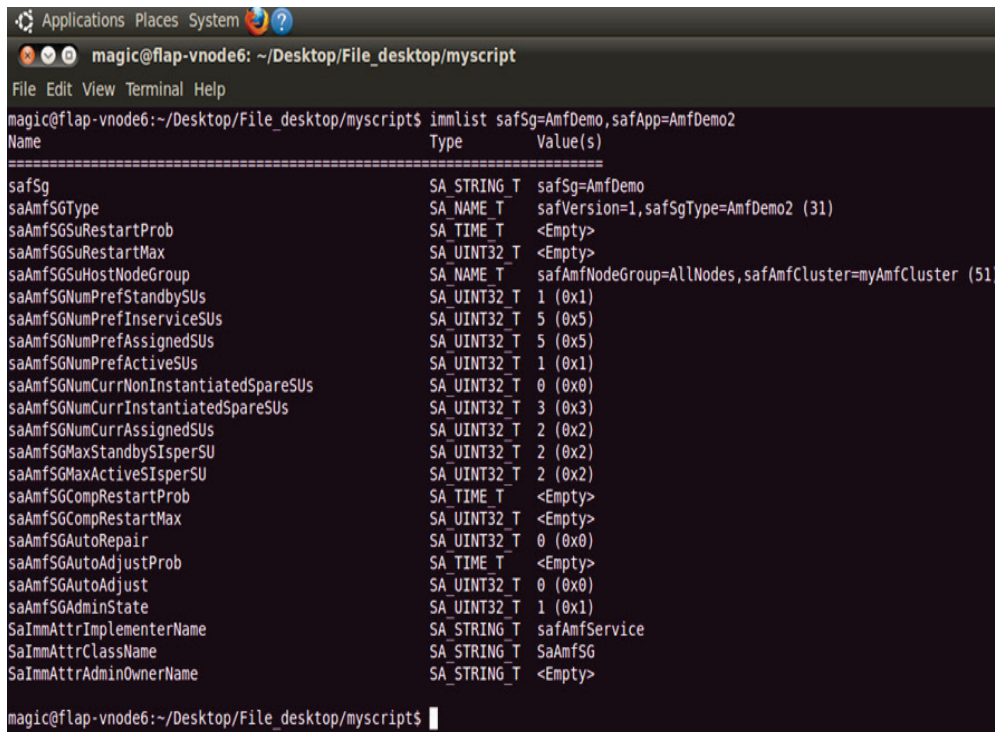 Applications Places System ?
magic@flap-vnode6: ~/Desktop/File_desktop/myscript
File Edit View Terminal Help
magic@flap-vnode6:~/Desktop/File_desktop/myscript$ immlist safSg=AmfDemo,safApp=AmfDemo2
Name Type Value(s)
========================================================================
safSg SA_STRING_T safSg=AmfDemo
saAmfSGType SA_NAME_T safVersion=1,safSgType=AmfDemo2 (31)
saAmfSGSuRestartProb SA_TIME_T <Empty>
saAmfSGSuRestartMax SA_UINT32_T <Empty>
saAmfSGSuHostNodeGroup SA_NAME_T safAmfNodeGroup=AllNodes,safAmfCluster=myAmfCluster (51)
saAmfSGNumPrefStandbySUs SA_UINT32_T 1 (0x1)
saAmfSGNumPrefInserviceSUs SA_UINT32_T 5 (0x5)
saAmfSGNumPrefAssignedSUs SA_UINT32_T 5 (0x5)
saAmfSGNumPrefActiveSUs SA_UINT32_T 1 (0x1)
saAmfSGNumCurrNonInstantiatedSpareSUs SA_UINT32_T 0 (0x0)
saAmfSGNumCurrInstantiatedSpareSUs SA_UINT32_T 3 (0x3)
saAmfSGNumCurrAssignedSUs SA_UINT32_T 2 (0x2)
saAmfSGMaxStandbySIsperSU SA_UINT32_T 2 (0x2)
saAmfSGMaxActiveSIsperSU SA_UINT32_T 2 (0x2)
saAmfSGCompRestartProb SA_TIME_T <Empty>
saAmfSGCompRestartMax SA_UINT32_T <Empty>
saAmfSGAutoRepair SA_UINT32_T 0 (0x0)
saAmfSGAutoAdjustProb SA_TIME_T <Empty>
saAmfSGAutoAdjust SA_UINT32_T 0 (0x0)
saAmfSGAdminState SA_UINT32_T 1 (0x1)
SaImmAttrImplementerName SA_STRING_T safAmfService
SaImmAttrClassName SA_STRING_T SaAmfSG
SaImmAttrAdminOwnerName SA_STRING_T <Empty>
magic@flap-vnode6:~/Desktop/File_desktop/myscript$